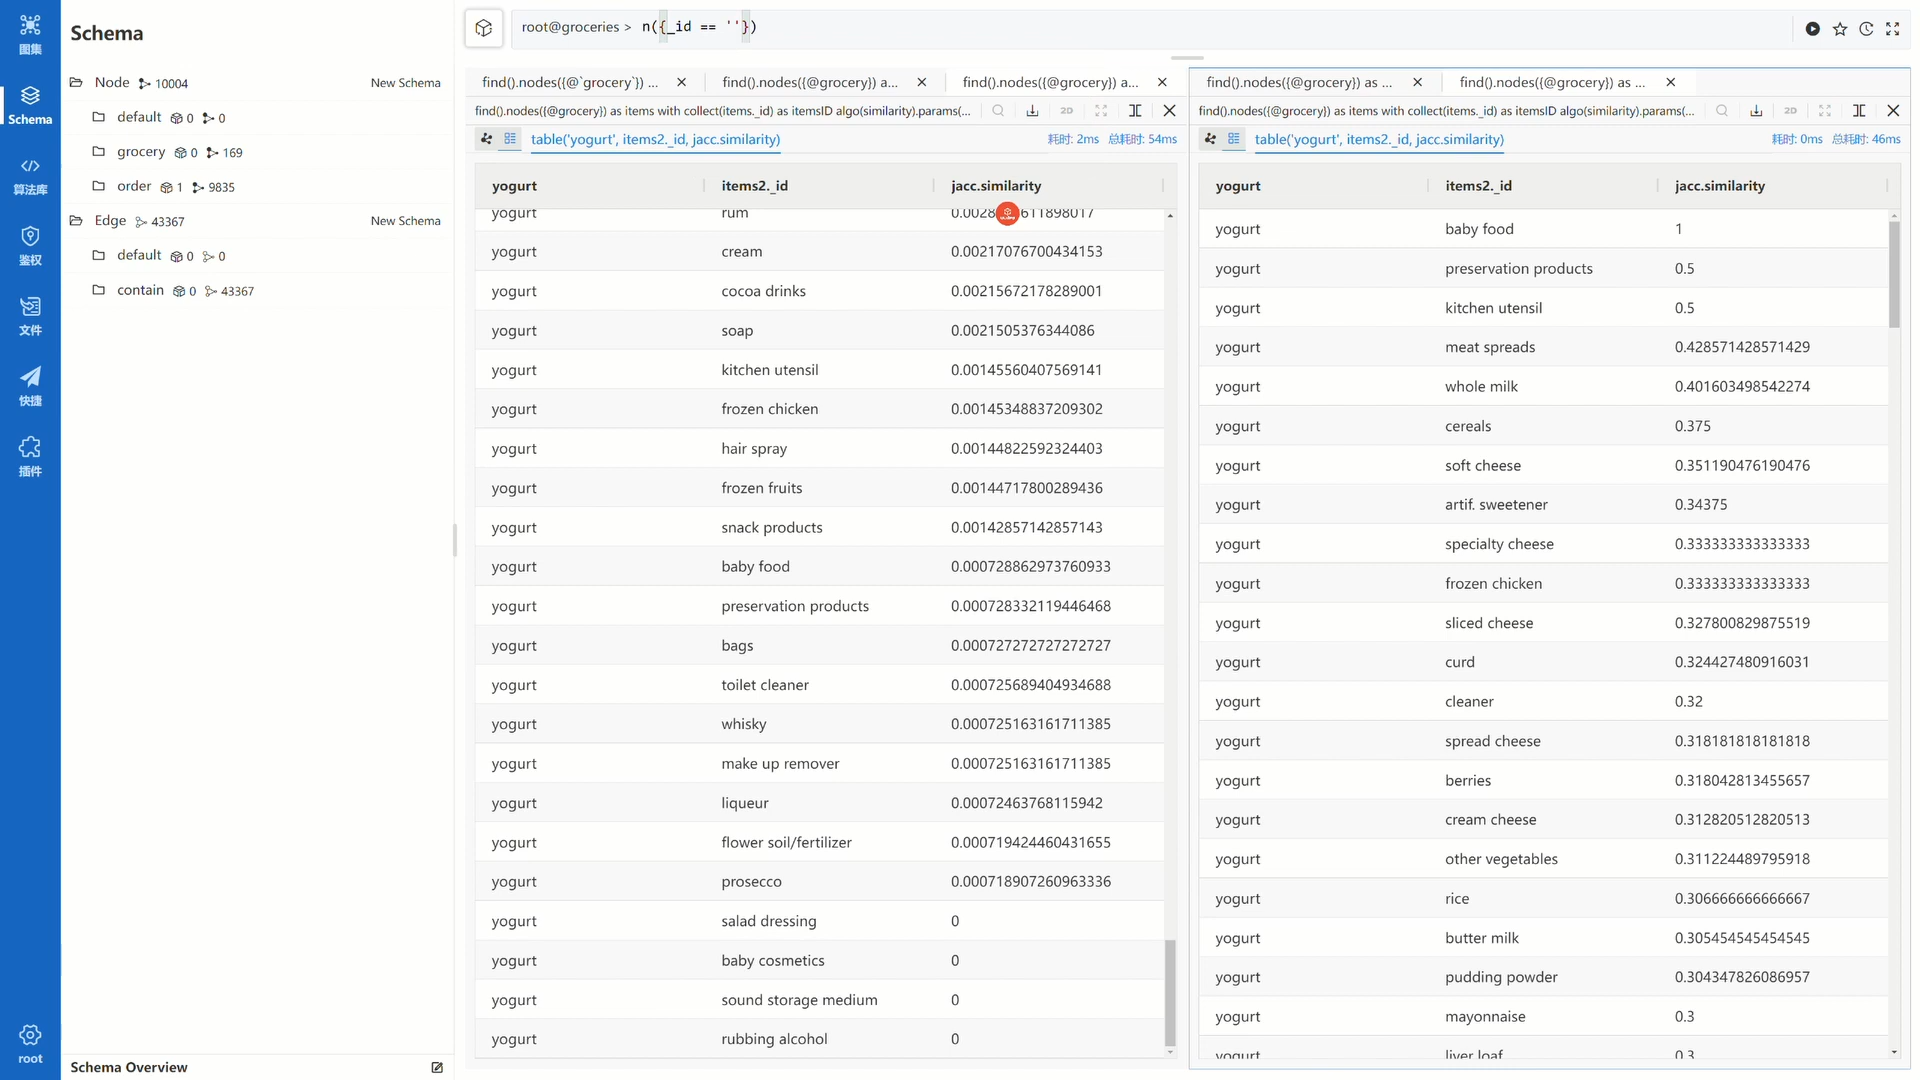 图集
Schema
算法库
鉴权
文件
快捷
插件
root
Schema
Node 10004 New Schema
default 0 0
grocery 0 169
order 1 9835
Edge 43367 New Schema
default 0 0
contain 0 43367
Schema Overview
root@groceries > n({_id == ''})
find().nodes({@`grocery`}) ...
find().nodes({@grocery}) a...
find().nodes({@grocery}) a...
find().nodes({@grocery}) as items with collect(items._id) as itemsID algo(similarity).params(... 2D
table('yogurt', items2._id, jacc.similarity) 耗时: 2ms 总耗时: 54ms
yogurt items2._id jacc.similarity
yogurt rum
yogurt cream 0.00217076700434153
yogurt cocoa drinks 0.00215672178289001
yogurt soap 0.0021505376344086
yogurt kitchen utensil 0.00145560407569141
yogurt frozen chicken 0.00145348837209302
yogurt hair spray 0.00144822592324403
yogurt frozen fruits 0.00144717800289436
yogurt snack products 0.00142857142857143
yogurt baby food 0.000728862973760933
yogurt preservation products 0.000728332119446468
yogurt bags 0.000727272727272727
yogurt toilet cleaner 0.000725689404934688
yogurt whisky 0.000725163161711385
yogurt make up remover 0.000725163161711385
yogurt liqueur 0.00072463768115942
yogurt flower soil/fertilizer 0.000719424460431655
yogurt prosecco 0.000718907260963336
yogurt salad dressing 0
yogurt baby cosmetics 0
yogurt sound storage medium 0
yogurt rubbing alcohol 0
find().nodes({@grocery}) as ...
find().nodes({@grocery}) as ...
find().nodes({@grocery}) as items with collect(items._id) as itemsID algo(similarity).params(... 2D
table('yogurt', items2._id, jacc.similarity) 耗时: 0ms 总耗时: 46ms
yogurt items2._id jacc.similarity
yogurt baby food 1
yogurt preservation products 0.5
yogurt kitchen utensil 0.5
yogurt meat spreads 0.428571428571429
yogurt whole milk 0.401603498542274
yogurt cereals 0.375
yogurt soft cheese 0.351190476190476
yogurt artif. sweetener 0.34375
yogurt specialty cheese 0.333333333333333
yogurt frozen chicken 0.333333333333333
yogurt sliced cheese 0.327800829875519
yogurt curd 0.324427480916031
yogurt cleaner 0.32
yogurt spread cheese 0.318181818181818
yogurt berries 0.318042813455657
yogurt cream cheese 0.312820512820513
yogurt other vegetables 0.311224489795918
yogurt rice 0.306666666666667
yogurt butter milk 0.305454545454545
yogurt pudding powder 0.304347826086957
yogurt mayonnaise 0.3
yogurt liver loaf 0.3